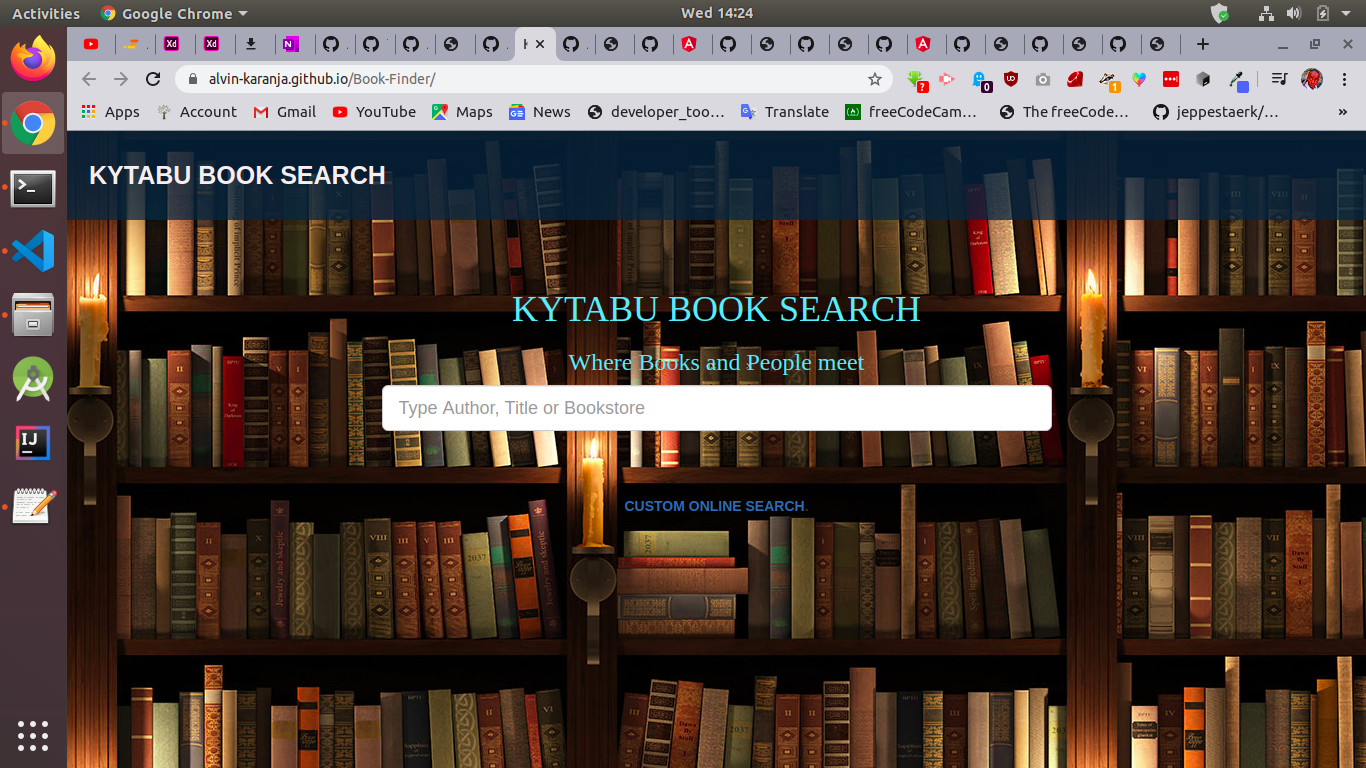 Activities Google Chrome Wed 14:24
alvin-karanja.github.io/Book-Finder/
Apps Account Gmail YouTube Maps News developer_too… Translate freeCodeCam… The freeCode… jeppestaerk/… »
KYTABU BOOK SEARCH
KYTABU BOOK SEARCH
Where Books and People meet
Type Author, Title or Bookstore
CUSTOM ONLINE SEARCH.